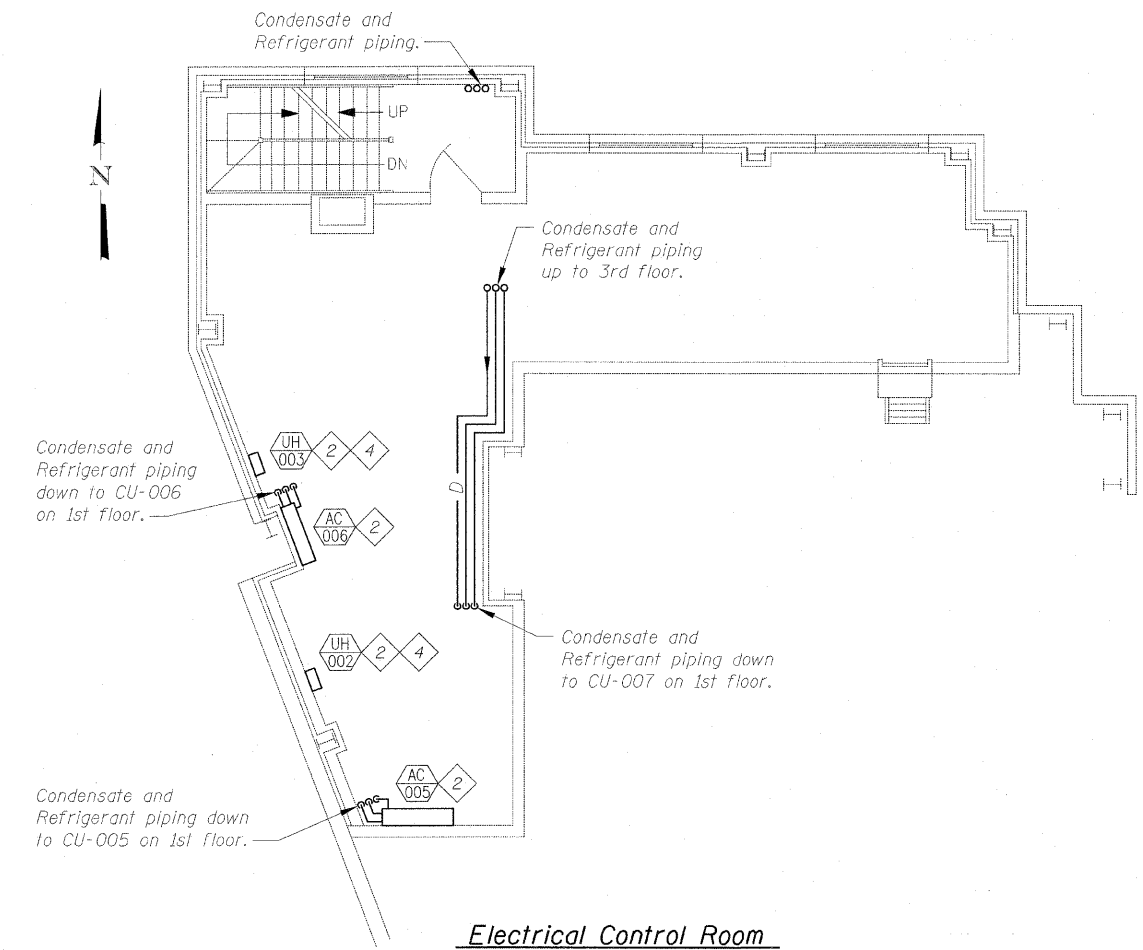 Condensate and
Refrigerant piping.
UP
DN
N
Condensate and
Refrigerant piping
up to 3rd floor.
Condensate and
Refrigerant piping
down to CU-006
on 1st floor.
UH
003
2
4
AC
006
2
D
UH
002
2
4
Condensate and
Refrigerant piping down
to CU-007 on 1st floor.
AC
005
2
Condensate and
Refrigerant piping down
to CU-005 on 1st floor.
Electrical Control Room